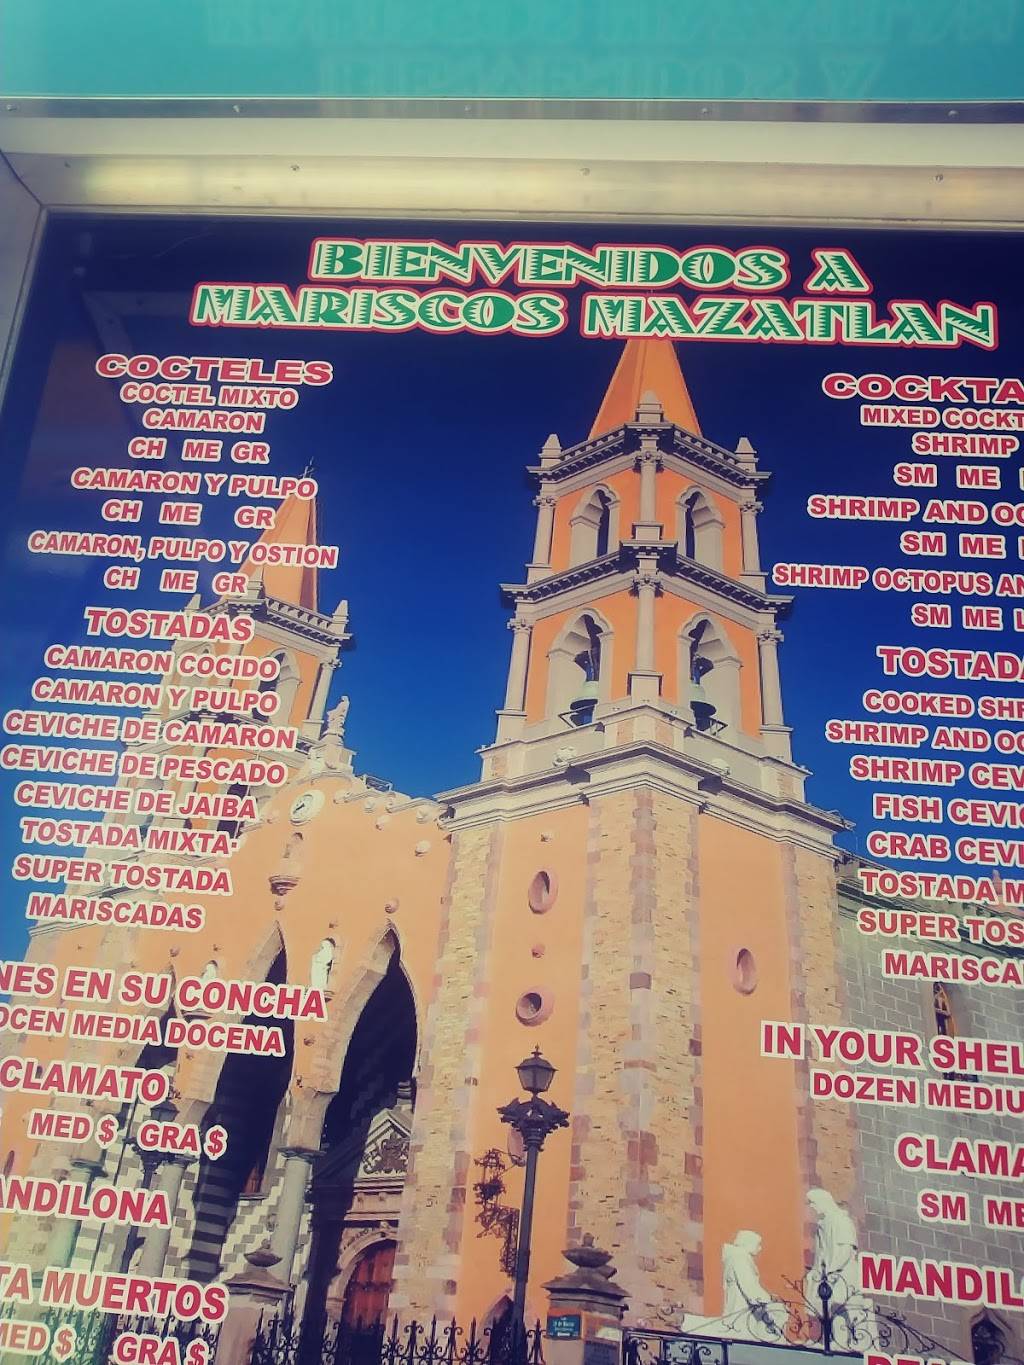 BIENVENIDOS A
MARISCOS MAZATLAN
COCTELES
COCTEL MIXTO
CAMARON
CH ME GR
CAMARON Y PULPO
CH ME GR
CAMARON, PULPO Y OSTION
CH ME GR
TOSTADAS
CAMARON COCIDO
CAMARON Y PULPO
CEVICHE DE CAMARON
CEVICHE DE PESCADO
CEVICHE DE JAIBA
TOSTADA MIXTA
SUPER TOSTADA
MARISCADAS
NES EN SU CONCHA
OCEN MEDIA DOCENA
CLAMATO
MED $ GRA $
ANDILONA
TA MUERTOS
MED $ GRA $
COCKTA
MIXED COCKT
SHRIMP
SM ME
SHRIMP AND OC
SM ME
SHRIMP OCTOPUS AN
SM ME L
TOSTADA
COOKED SHR
SHRIMP AND OC
SHRIMP CEV
FISH CEVIC
CRAB CEVI
TOSTADA M
SUPER TOS
MARISCA
IN YOUR SHEL
DOZEN MEDIU
CLAMA
SM ME
MANDIL